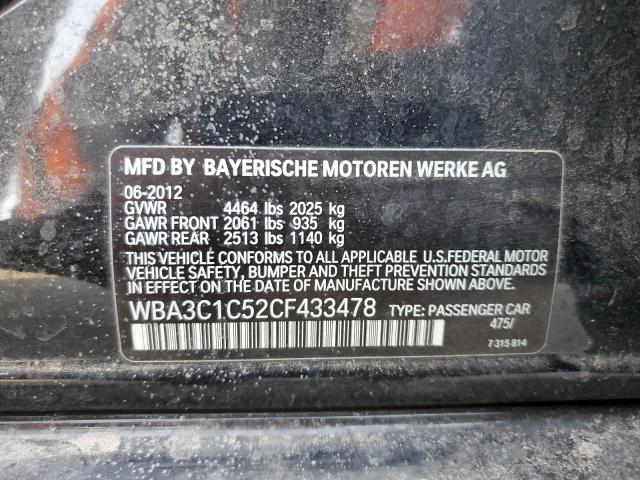 MFD BY BAYERISCHE MOTOREN WERKE AG
06-2012
GVWR 4464 lbs 2025 kg
GAWR FRONT 2061 lbs 935 kg
GAWR REAR 2513 lbs 1140 kg
THIS VEHICLE CONFORMS TO ALL APPLICABLE U.S.FEDERAL MOTOR
VEHICLE SAFETY, BUMPER AND THEFT PREVENTION STANDARDS
IN EFFECT ON THE DATE OF MANUFACTURE SHOWN ABOVE.
WBA3C1C52CF433478 TYPE: PASSENGER CAR
475/
7315814